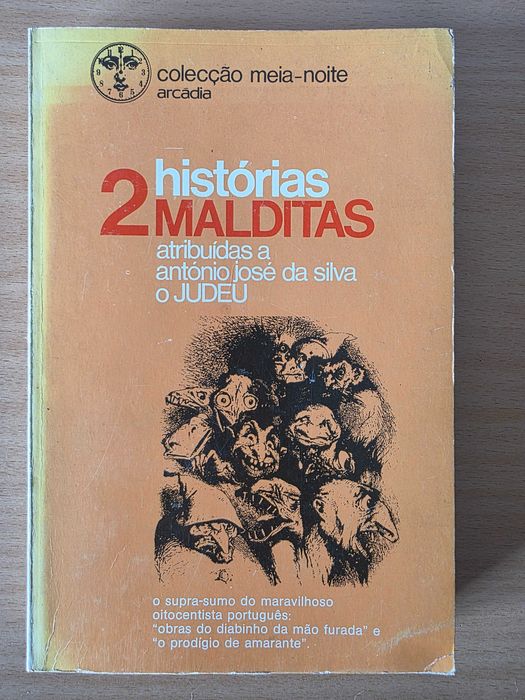 colecção meia-noite
arcádia
2 histórias
MALDITAS
atribuídas a
antónio josé da silva
o JUDEU
o supra-sumo do maravilhoso
oitocentista português:
"obras do diabinho da mão furada" e
"o prodígio de amarante".